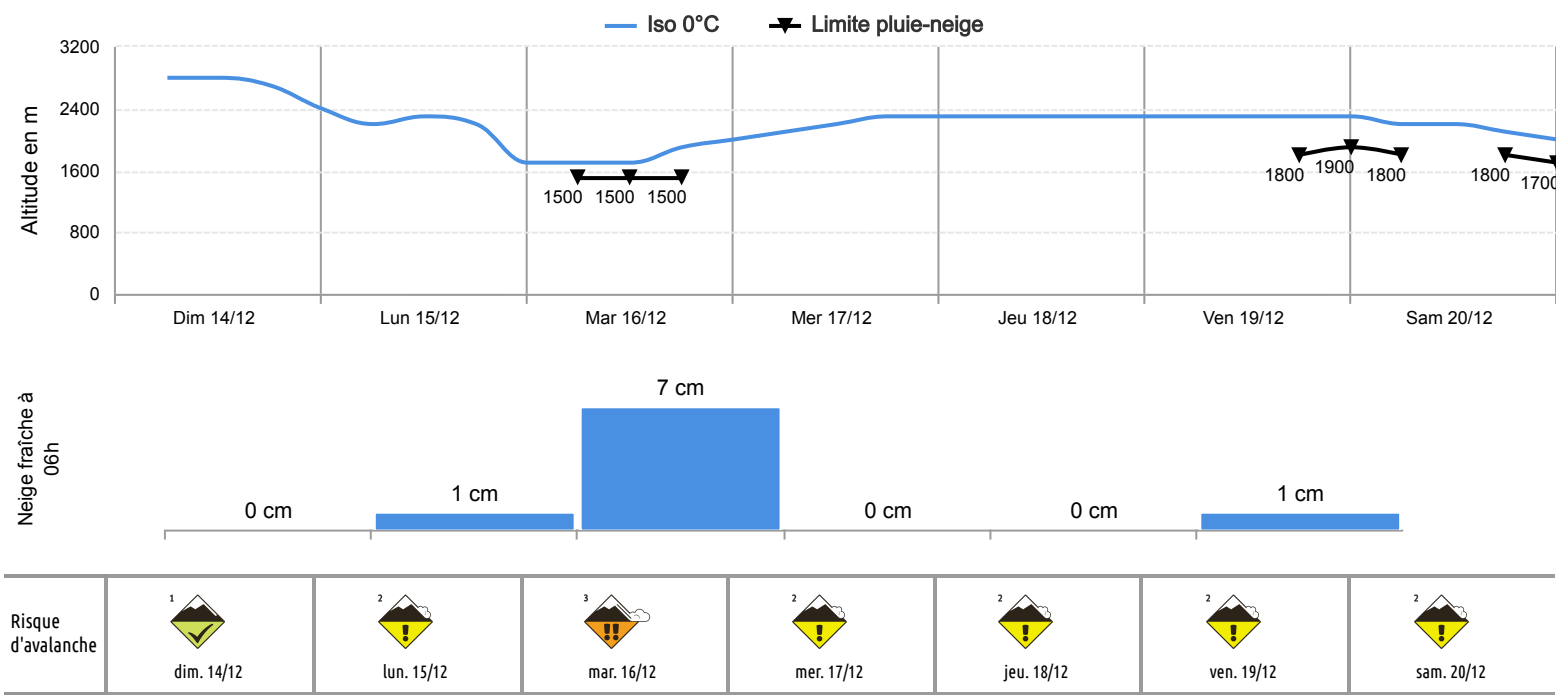 Iso 0°C Limite pluie-neige
3200
2400
1600
800
0
Altitude en m
1500 1500 1500
1800 1900 1800
1800 1700
Dim 14/12 Lun 15/12 Mar 16/12 Mer 17/12 Jeu 18/12 Ven 19/12 Sam 20/12
Neige fraîche à
06h
0 cm 1 cm 7 cm 0 cm 0 cm 1 cm
Risque
d'avalanche
1 2 3 2 2 2 2
! !! ! ! ! !
dim. 14/12 lun. 15/12 mar. 16/12 mer. 17/12 jeu. 18/12 ven. 19/12 sam. 20/12